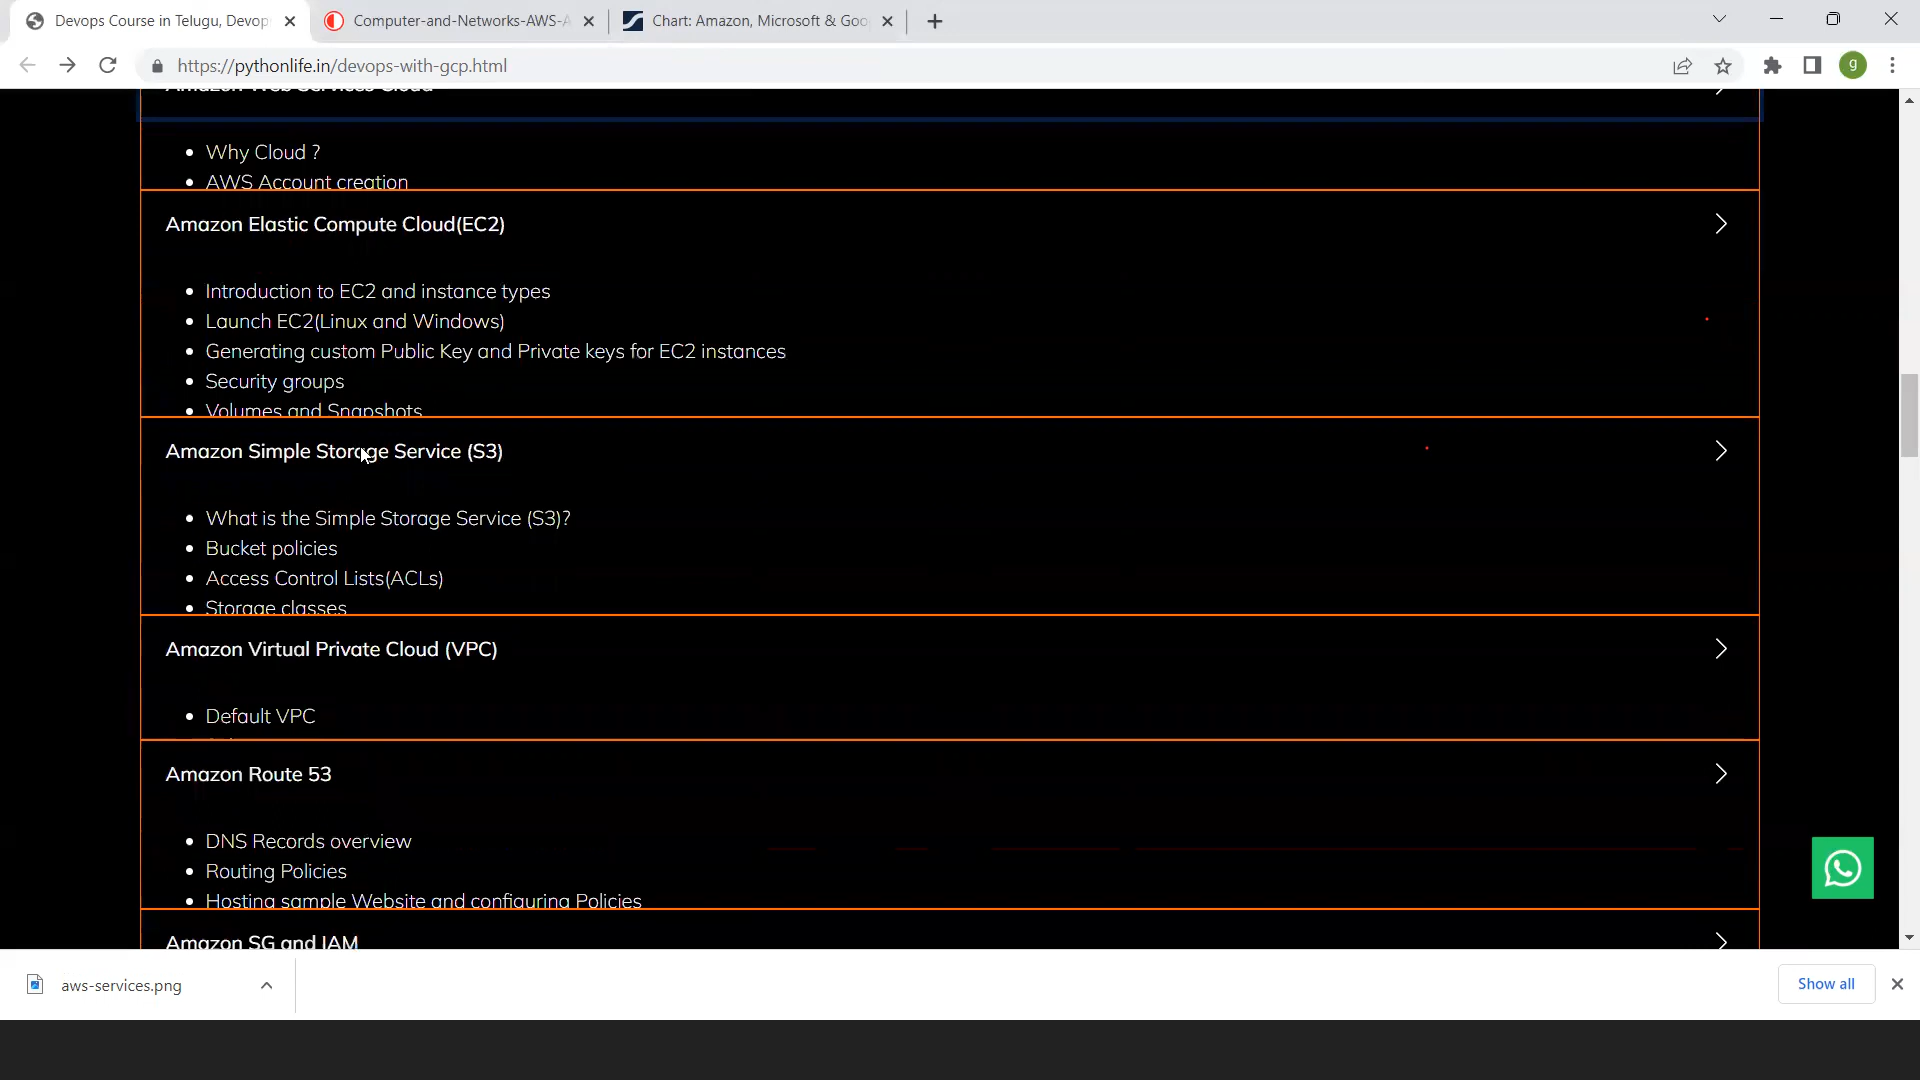 Devops Course in Telugu, Devop
Computer-and-Networks-AWS-A
Chart: Amazon, Microsoft & Goo
https://pythonlife.in/devops-with-gcp.html
g
Amazon Web Services Cloud
Why Cloud ?
AWS Account creation
Amazon Elastic Compute Cloud(EC2)
Introduction to EC2 and instance types
Launch EC2(Linux and Windows)
Generating custom Public Key and Private keys for EC2 instances
Security groups
Volumes and Snapshots
Amazon Simple Storage Service (S3)
What is the Simple Storage Service (S3)?
Bucket policies
Access Control Lists(ACLs)
Storage classes
Amazon Virtual Private Cloud (VPC)
Default VPC
Amazon Route 53
DNS Records overview
Routing Policies
Hosting sample Website and configuring Policies
Amazon SG and IAM
aws-services.png
Show all